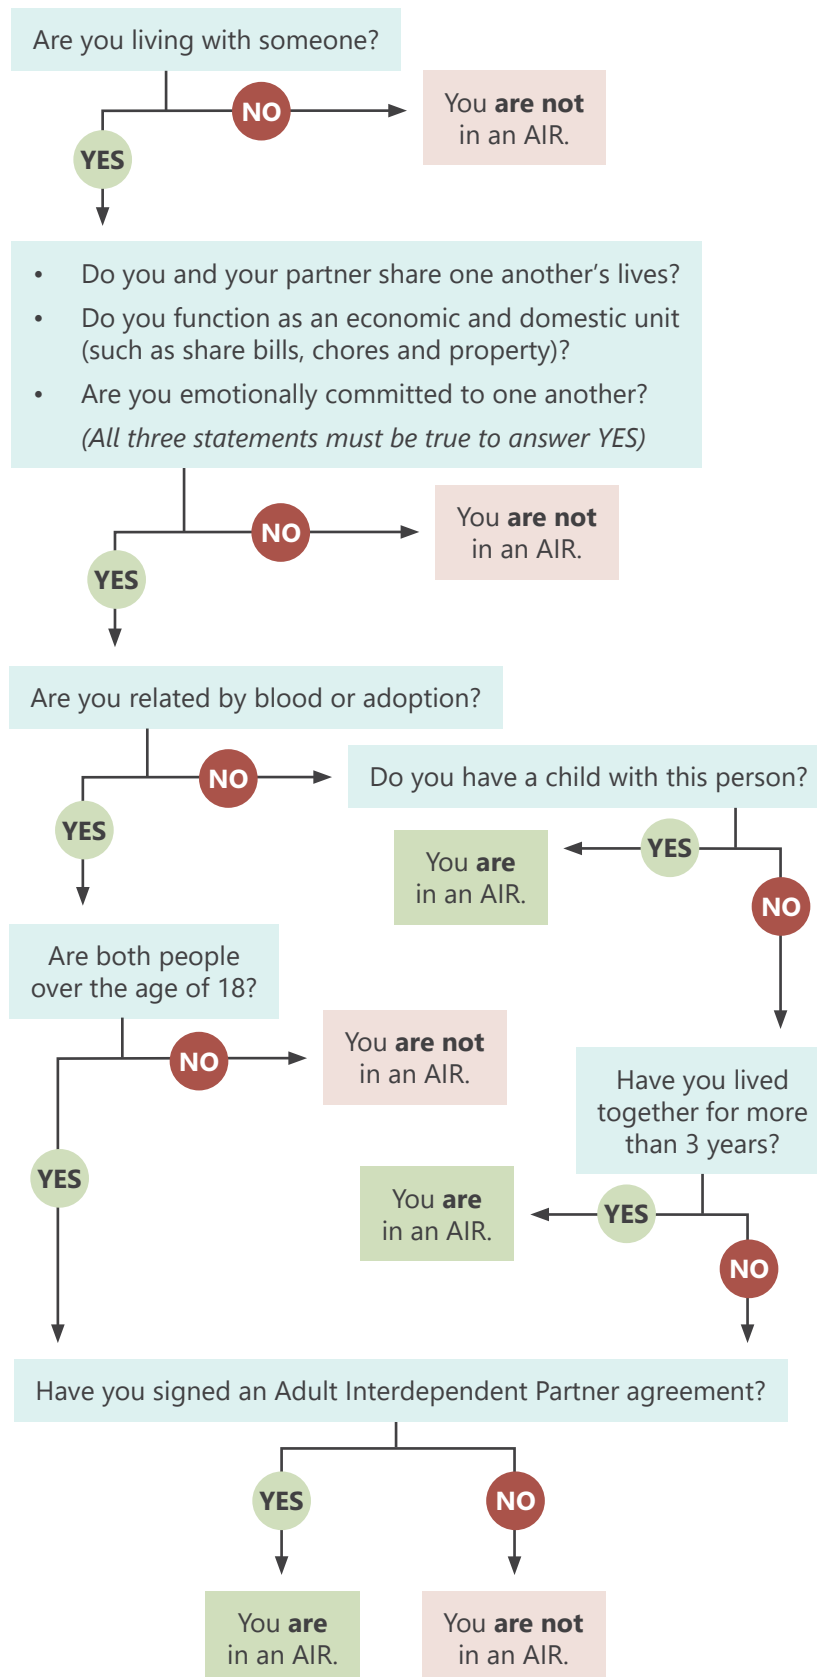 Are you living with someone?
NO
You are not
in an AIR.
YES
• Do you and your partner share one another’s lives?
• Do you function as an economic and domestic unit
(such as share bills, chores and property)?
• Are you emotionally committed to one another?
(All three statements must be true to answer YES)
NO
You are not
in an AIR.
YES
Are you related by blood or adoption?
NO
Do you have a child with this person?
YES
You are
in an AIR.
YES
NO
Are both people
over the age of 18?
NO
You are not
in an AIR.
Have you lived
together for more
than 3 years?
YES
You are
in an AIR.
YES
NO
Have you signed an Adult Interdependent Partner agreement?
YES
NO
You are
in an AIR.
You are not
in an AIR.